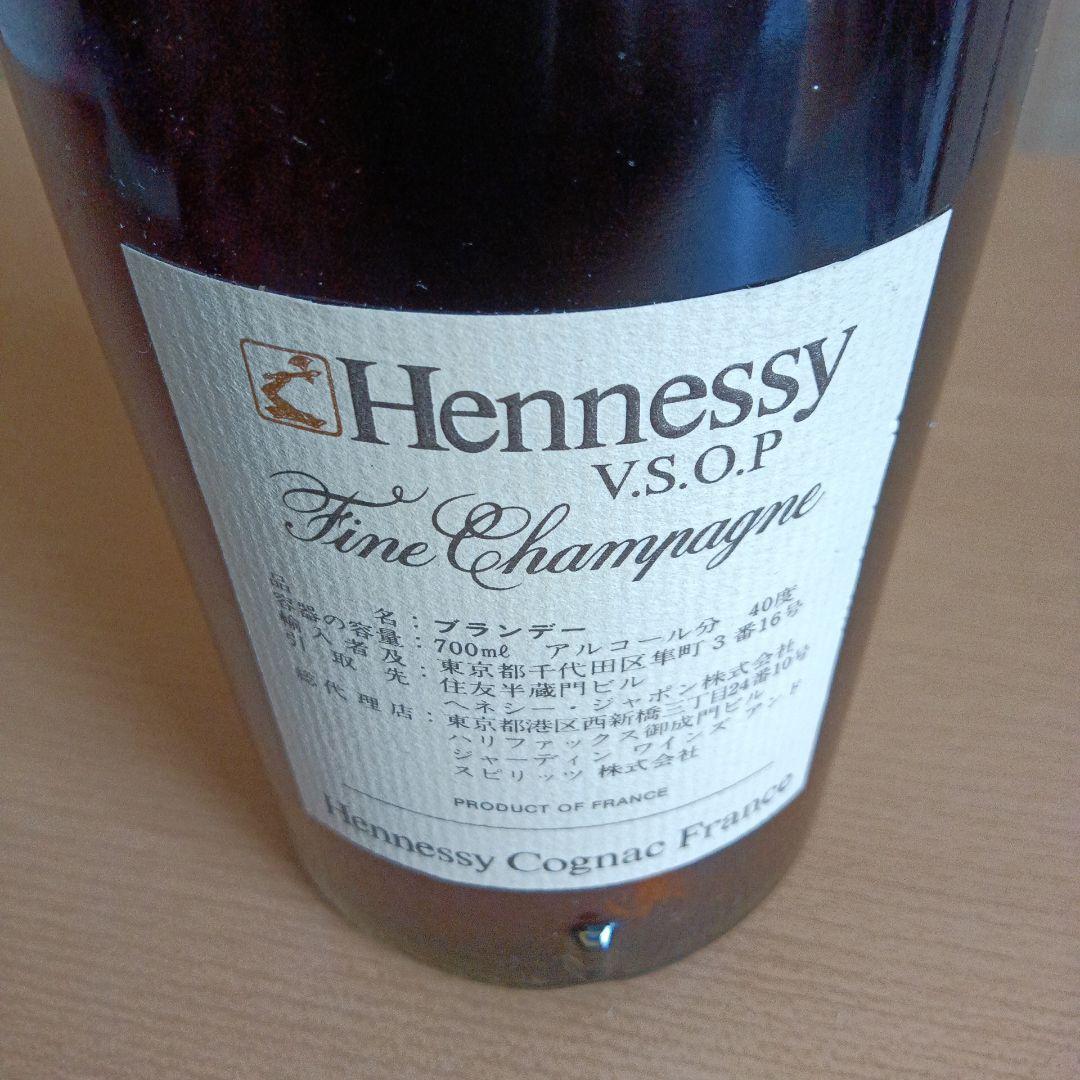 Hennessy
V.S.O.P
Fine Champagne
品名：ブランデー
容器の容量：700mℓ アルコール分 40度
輸入者及：東京都千代田区隼町3番16号
引取先 住友半蔵門ビル
ヘネシー・ジャポン株式会社
総代理店：東京都港区西新橋三丁目24番10号
ハリファックス御成門ビル
ジャーディン ワインズ アンド
スピリッツ 株式会社
PRODUCT OF FRANCE
Hennessy Cognac France